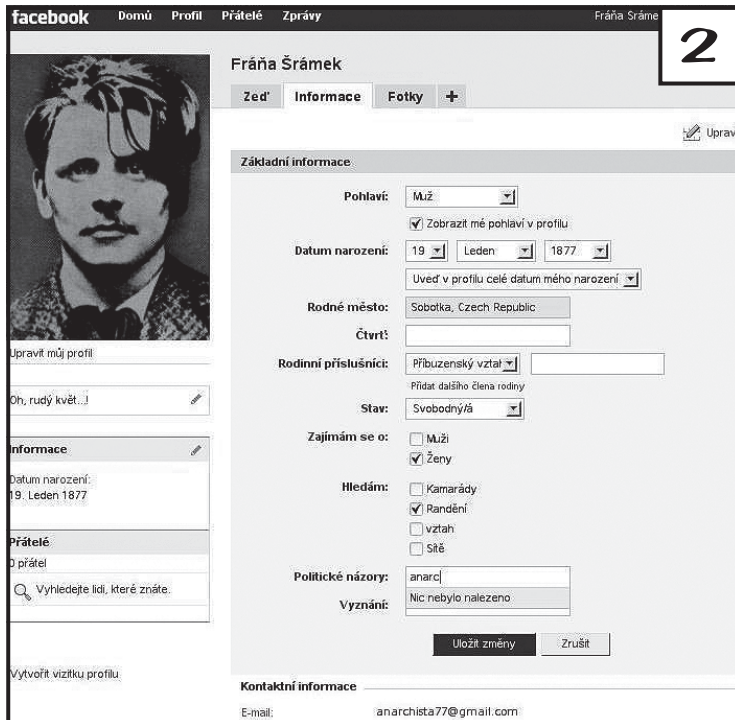 facebook Domů Profil Přátelé Zprávy Fráňa Sráme
2
Fráňa Šrámek
Zeď Informace Fotky +
Uprav
Základní informace
Pohlaví: Muž
Zobrazit mé pohlaví v profilu
Datum narození: 19 Leden 1877
Uveď v profilu celé datum mého narození
Rodné město: Sobotka, Czech Republic
Čtvrť:
Rodinní příslušníci: Příbuzenský vztah
Přidat dalšího člena rodiny
Stav: Svobodný/á
Zajímám se o: Muži
Ženy
Hledám: Kamarády
Randění
vztah
Sítě
Politické názory: anarc
Nic nebylo nalezeno
Vyznání:
Uložit změny Zrušit
Kontaktní informace
E-mail: anarchista77@gmail.com
Upravit můj profil
Oh, rudý květ...!
Informace
Datum narození:
19. Leden 1877
Přátelé
0 přátel
Vyhledejte lidi, které znáte.
Vytvořit vizitku profilu